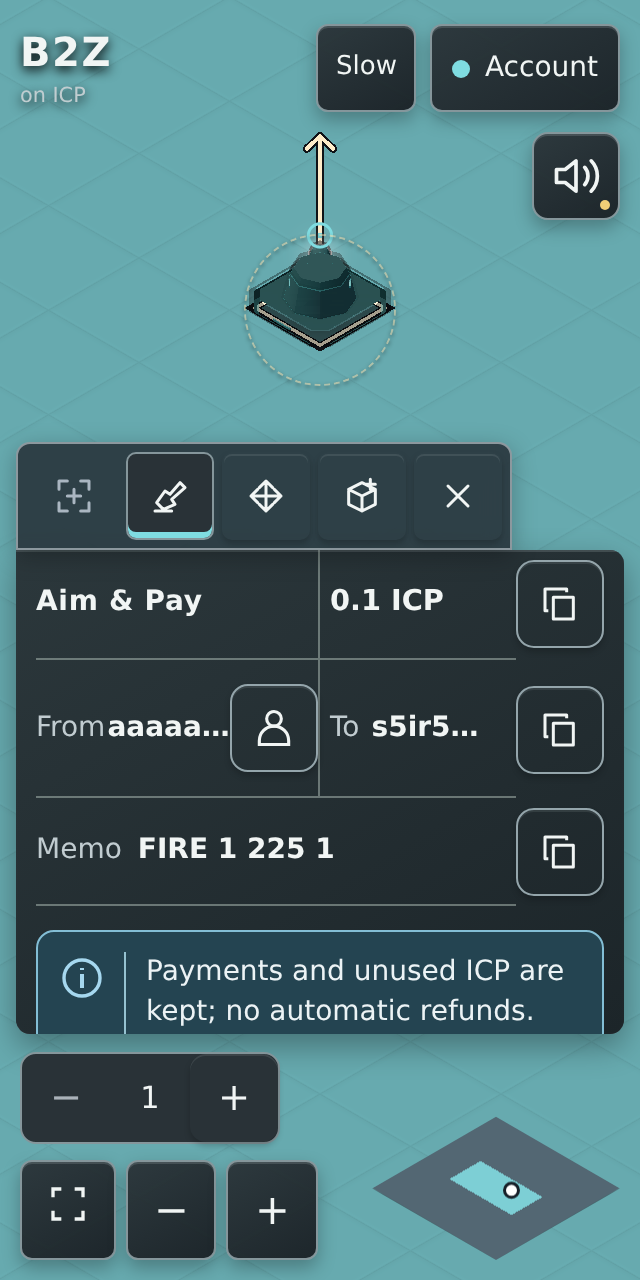 B2Z
on ICP
Slow
Account
Aim & Pay
0.1 ICP
From aaaaa...
To s5ir5...
Memo FIRE 1 225 1
Payments and unused ICP are
kept; no automatic refunds.
1